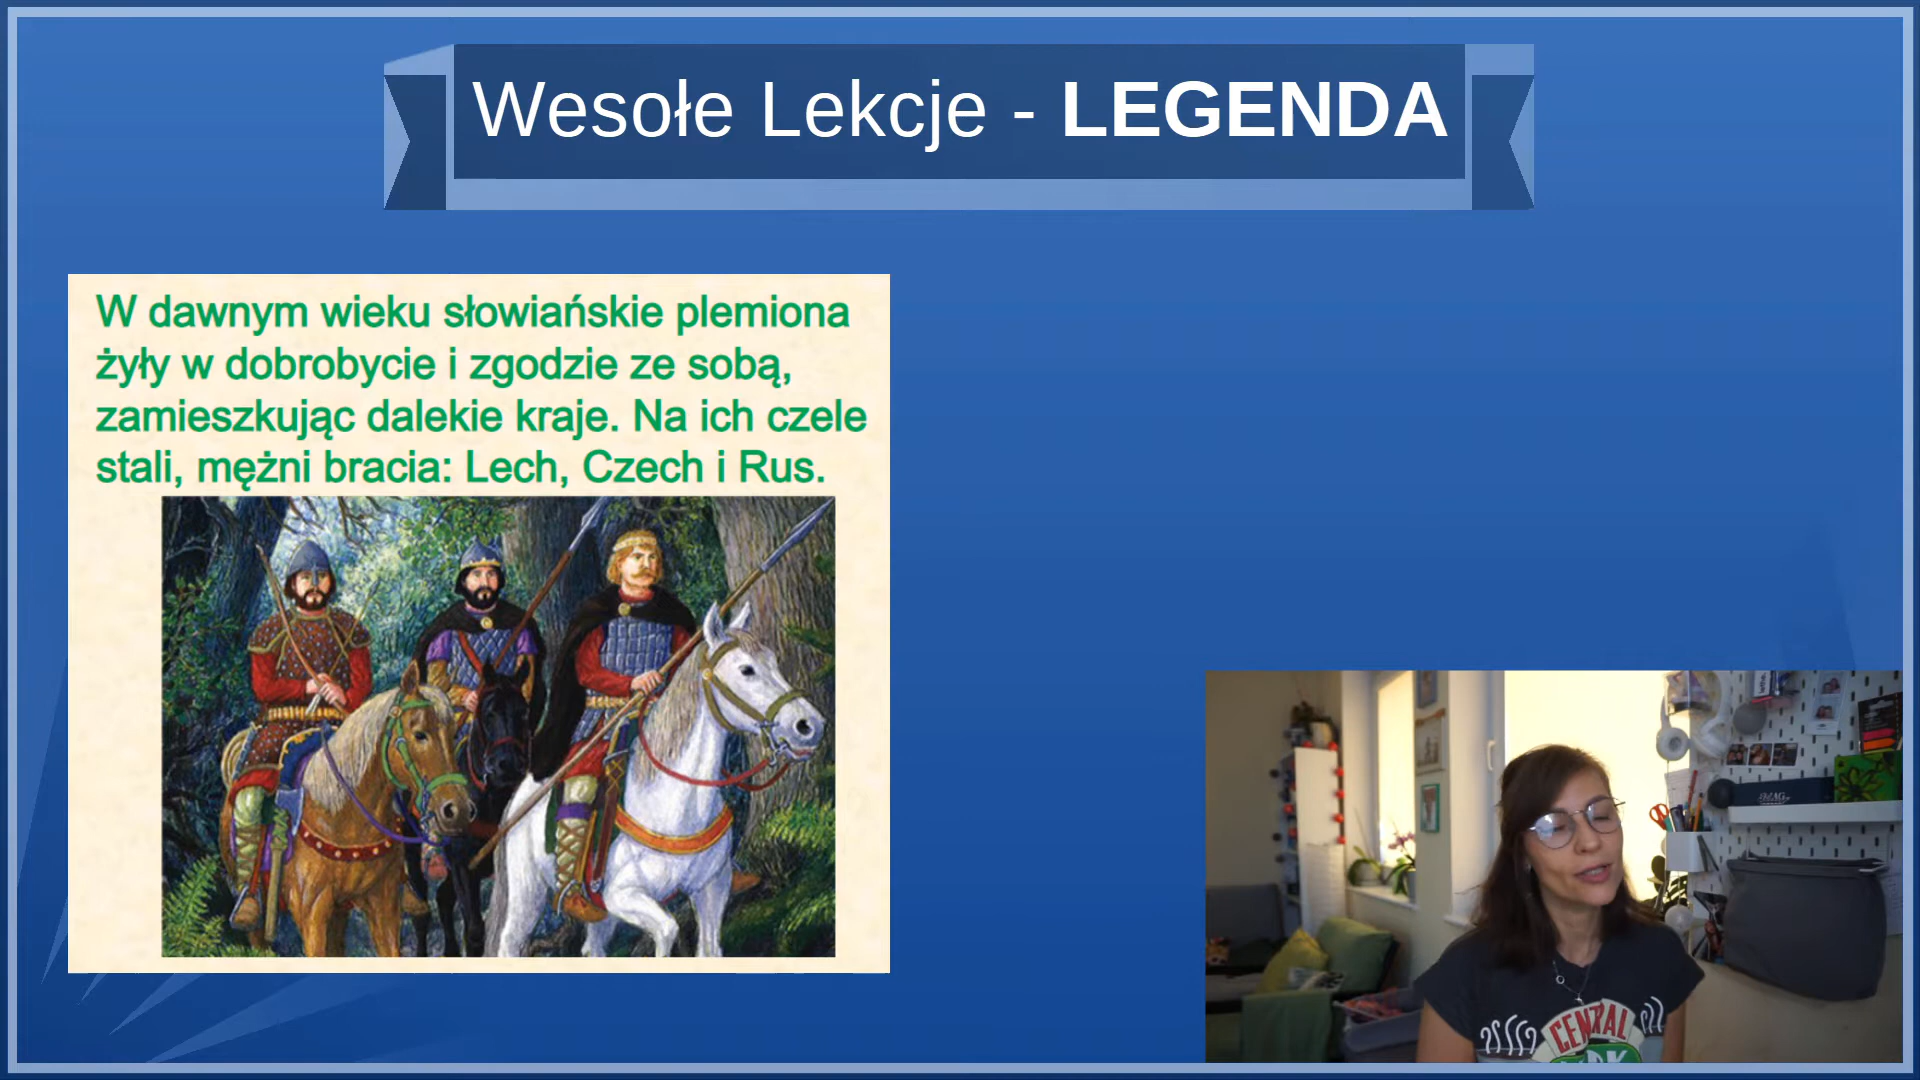 Wesołe Lekcje - LEGENDA
W dawnym wieku słowiańskie plemiona
żyły w dobrobycie i zgodzie ze sobą,
zamieszkując dalekie kraje. Na ich czele
stali, mężni bracia: Lech, Czech i Rus.
CENTRAL